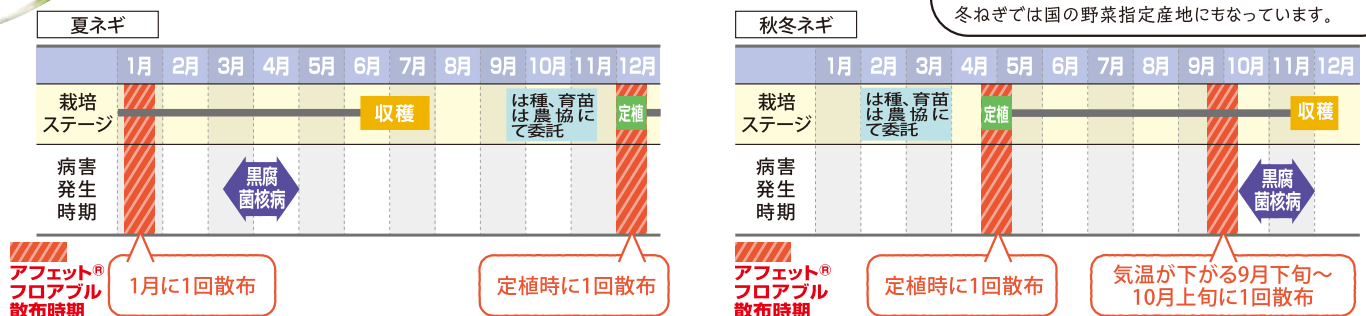 冬ねぎでは国の野菜指定産地にもなっています。
夏ネギ
1月 2月 3月 4月 5月 6月 7月 8月 9月 10月 11月 12月
栽培
ステージ
収穫
は種、育苗
は農協に
て委託
定植
病害
発生
時期
黒腐
菌核病
アフェット®
フロアブル
散布時期
1月に1回散布
定植時に1回散布
秋冬ネギ
1月 2月 3月 4月 5月 6月 7月 8月 9月 10月 11月 12月
栽培
ステージ
は種、育苗
は農協に
て委託
定植
収穫
病害
発生
時期
黒腐
菌核病
アフェット®
フロアブル
散布時期
定植時に1回散布
気温が下がる9月下旬～
10月上旬に1回散布